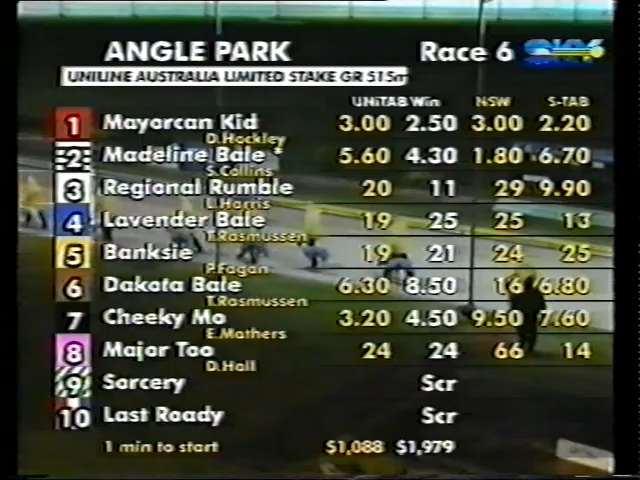 ANGLE PARK Race 6 SKY
UNILINE AUSTRALIA LIMITED STAKE GR 515m
UNiTAB Win NSW S-TAB
1 Mayorcan Kid 3.00 2.50 3.00 2.20
D.Hockley
2 Madeline Bale * 5.60 4.30 1.80 6.70
S.Collins
3 Regional Rumble 20 11 29 9.90
L.Harris
4 Lavender Bale 19 25 25 13
T.Rasmussen
5 Banksie 19 21 24 25
P.Fagan
6 Dakota Bale 6.30 8.50 16 6.80
T.Rasmussen
7 Cheeky Mo 3.20 4.50 9.50 7.60
E.Mathers
8 Major Too 24 24 66 14
D.Hall
9 Sorcery Scr
10 Last Roady Scr
1 min to start $1,088 $1,979